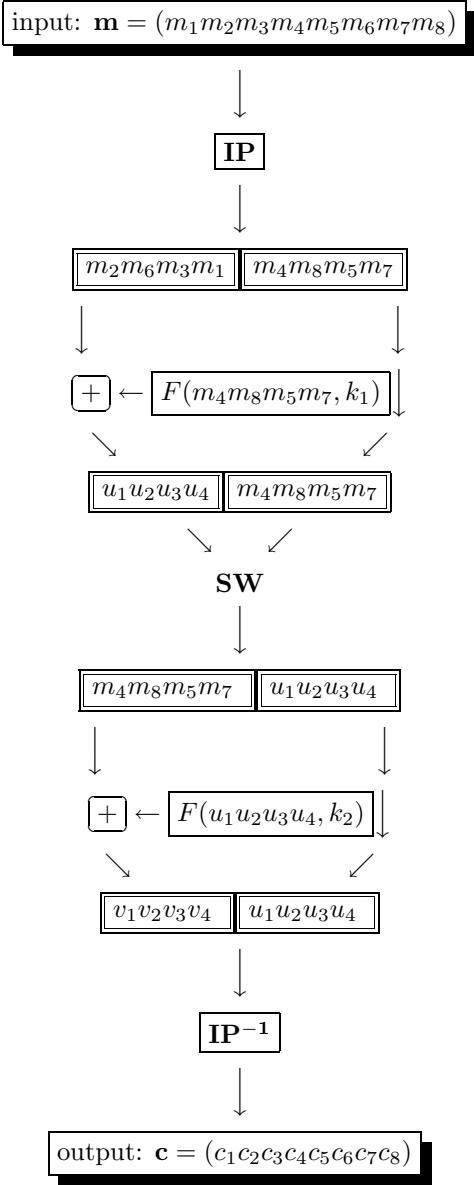 input: m = (m₁m₂m₃m₄m₅m₆m₇m₈)
IP
m₂m₆m₃m₁ m₄m₈m₅m₇
+ ← F(m₄m₈m₅m₇, k₁)
u₁u₂u₃u₄ m₄m₈m₅m₇
SW
m₄m₈m₅m₇ u₁u₂u₃u₄
+ ← F(u₁u₂u₃u₄, k₂)
v₁v₂v₃v₄ u₁u₂u₃u₄
IP⁻¹
output: c = (c₁c₂c₃c₄c₅c₆c₇c₈)